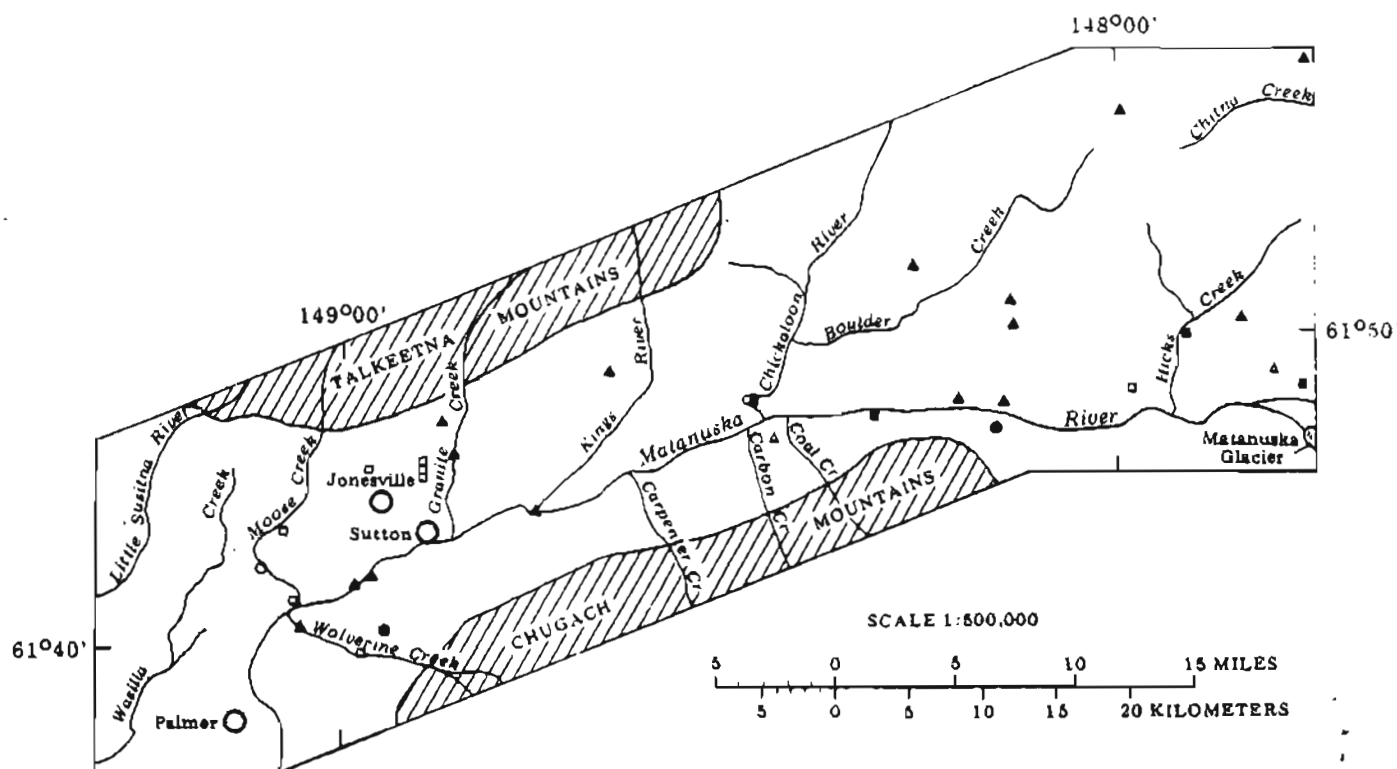 148°00'
Chitna Creek
149°00'
TALKEETNA MOUNTAINS
River
Creek
Creek
61°50
Chickaloon
Boulder
River
Creek
Hicks
Kings
River
Little Susitna River
Creek
Moose Creek
Jonesville
Granite
Matanuska
Carbon Cr
Coal Cr
Matanuska
Glacier
Sutton
Carpenter Cr
MOUNTAINS
CHUGACH
SCALE 1:500,000
61°40'
Wolverine Creek
5 0 5 10 15 MILES
Wasilla
Palmer
5 0 5 10 15 20 KILOMETERS